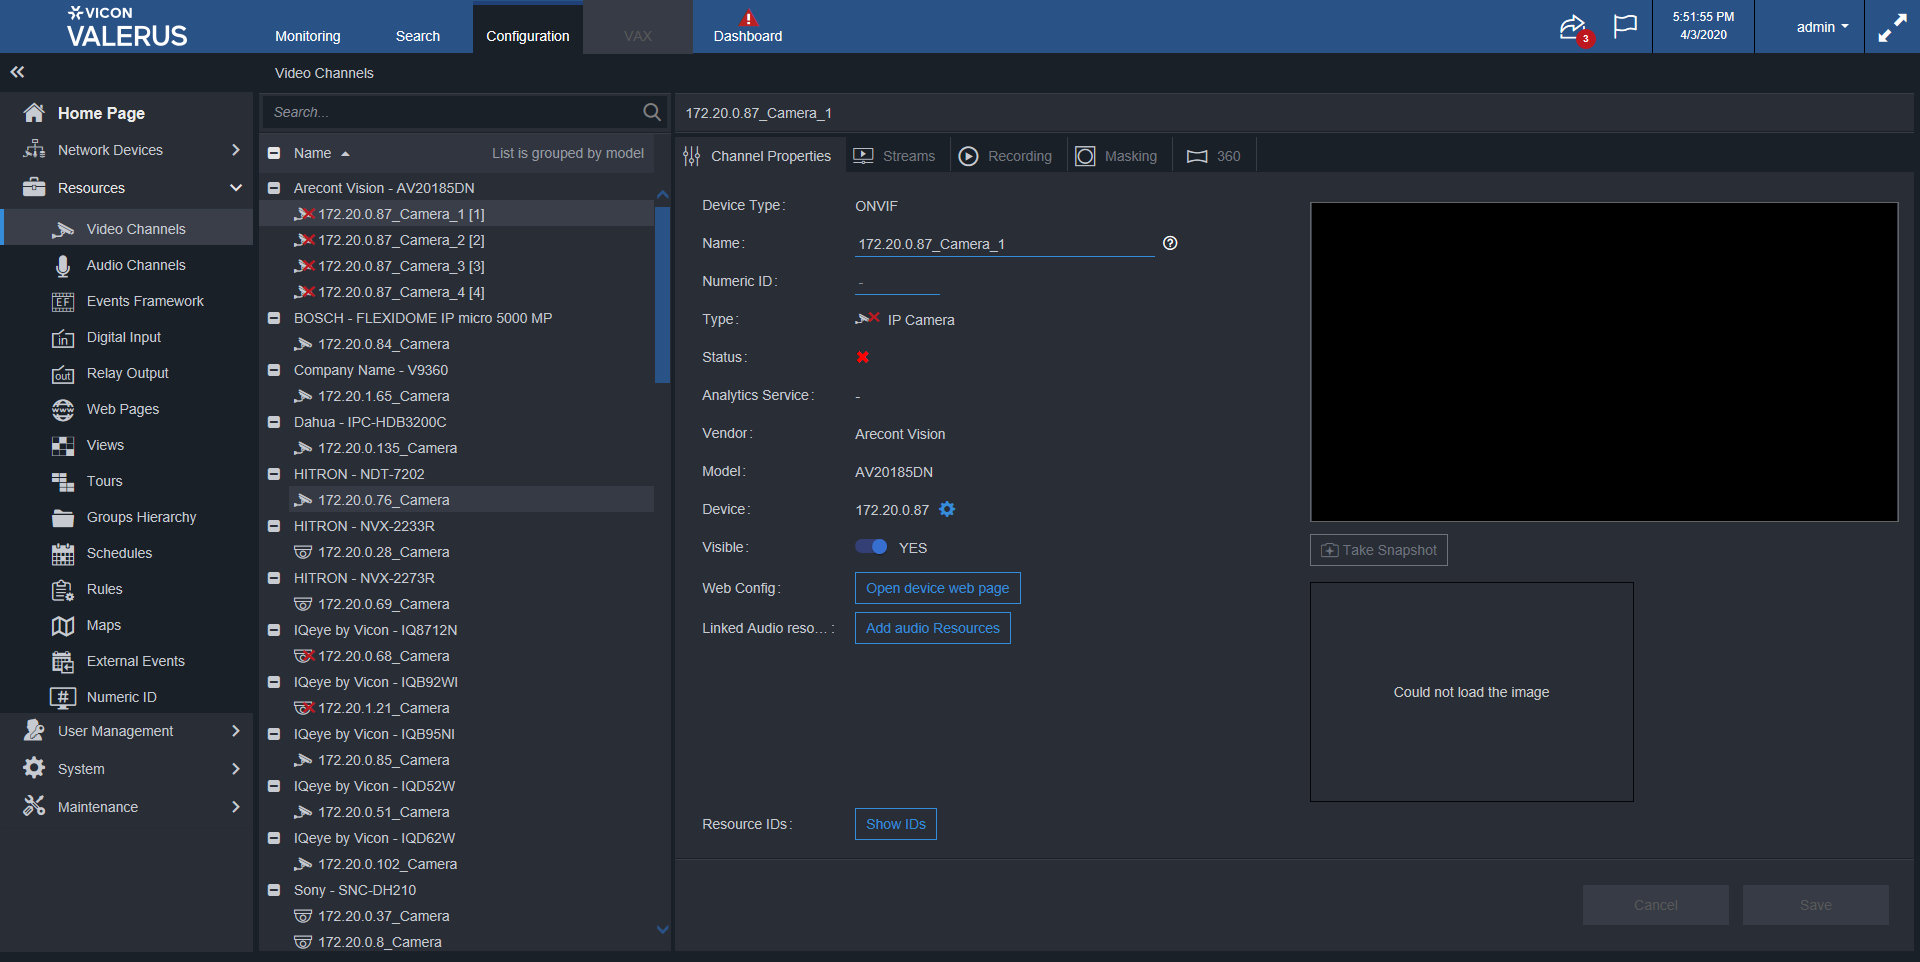 VICON
VALERUS
Monitoring
Search
Configuration
VAX
Dashboard
3
5:51:55 PM
4/3/2020
admin
Video Channels
Home Page
Network Devices
Resources
Video Channels
Audio Channels
EF
Events Framework
in
Digital Input
out
Relay Output
www
Web Pages
Views
Tours
Groups Hierarchy
Schedules
Rules
Maps
External Events
#
Numeric ID
User Management
System
Maintenance
Search...
Name
List is grouped by model
Arecont Vision - AV20185DN
172.20.0.87_Camera_1 [1]
172.20.0.87_Camera_2 [2]
172.20.0.87_Camera_3 [3]
172.20.0.87_Camera_4 [4]
BOSCH - FLEXIDOME IP micro 5000 MP
172.20.0.84_Camera
Company Name - V9360
172.20.1.65_Camera
Dahua - IPC-HDB3200C
172.20.0.135_Camera
HITRON - NDT-7202
172.20.0.76_Camera
HITRON - NVX-2233R
172.20.0.28_Camera
HITRON - NVX-2273R
172.20.0.69_Camera
IQeye by Vicon - IQ8712N
172.20.0.68_Camera
IQeye by Vicon - IQB92WI
172.20.1.21_Camera
IQeye by Vicon - IQB95NI
172.20.0.85_Camera
IQeye by Vicon - IQD52W
172.20.0.51_Camera
IQeye by Vicon - IQD62W
172.20.0.102_Camera
Sony - SNC-DH210
172.20.0.37_Camera
172.20.0.8_Camera
172.20.0.87_Camera_1
Channel Properties
Streams
Recording
Masking
360
Device Type: ONVIF
Name: 172.20.0.87_Camera_1
Numeric ID: -
Type: IP Camera
Status:
Analytics Service: -
Vendor: Arecont Vision
Model: AV20185DN
Device: 172.20.0.87
Visible: YES
Web Config: Open device web page
Linked Audio reso... : Add audio Resources
Resource IDs: Show IDs
Take Snapshot
Could not load the image
Cancel
Save